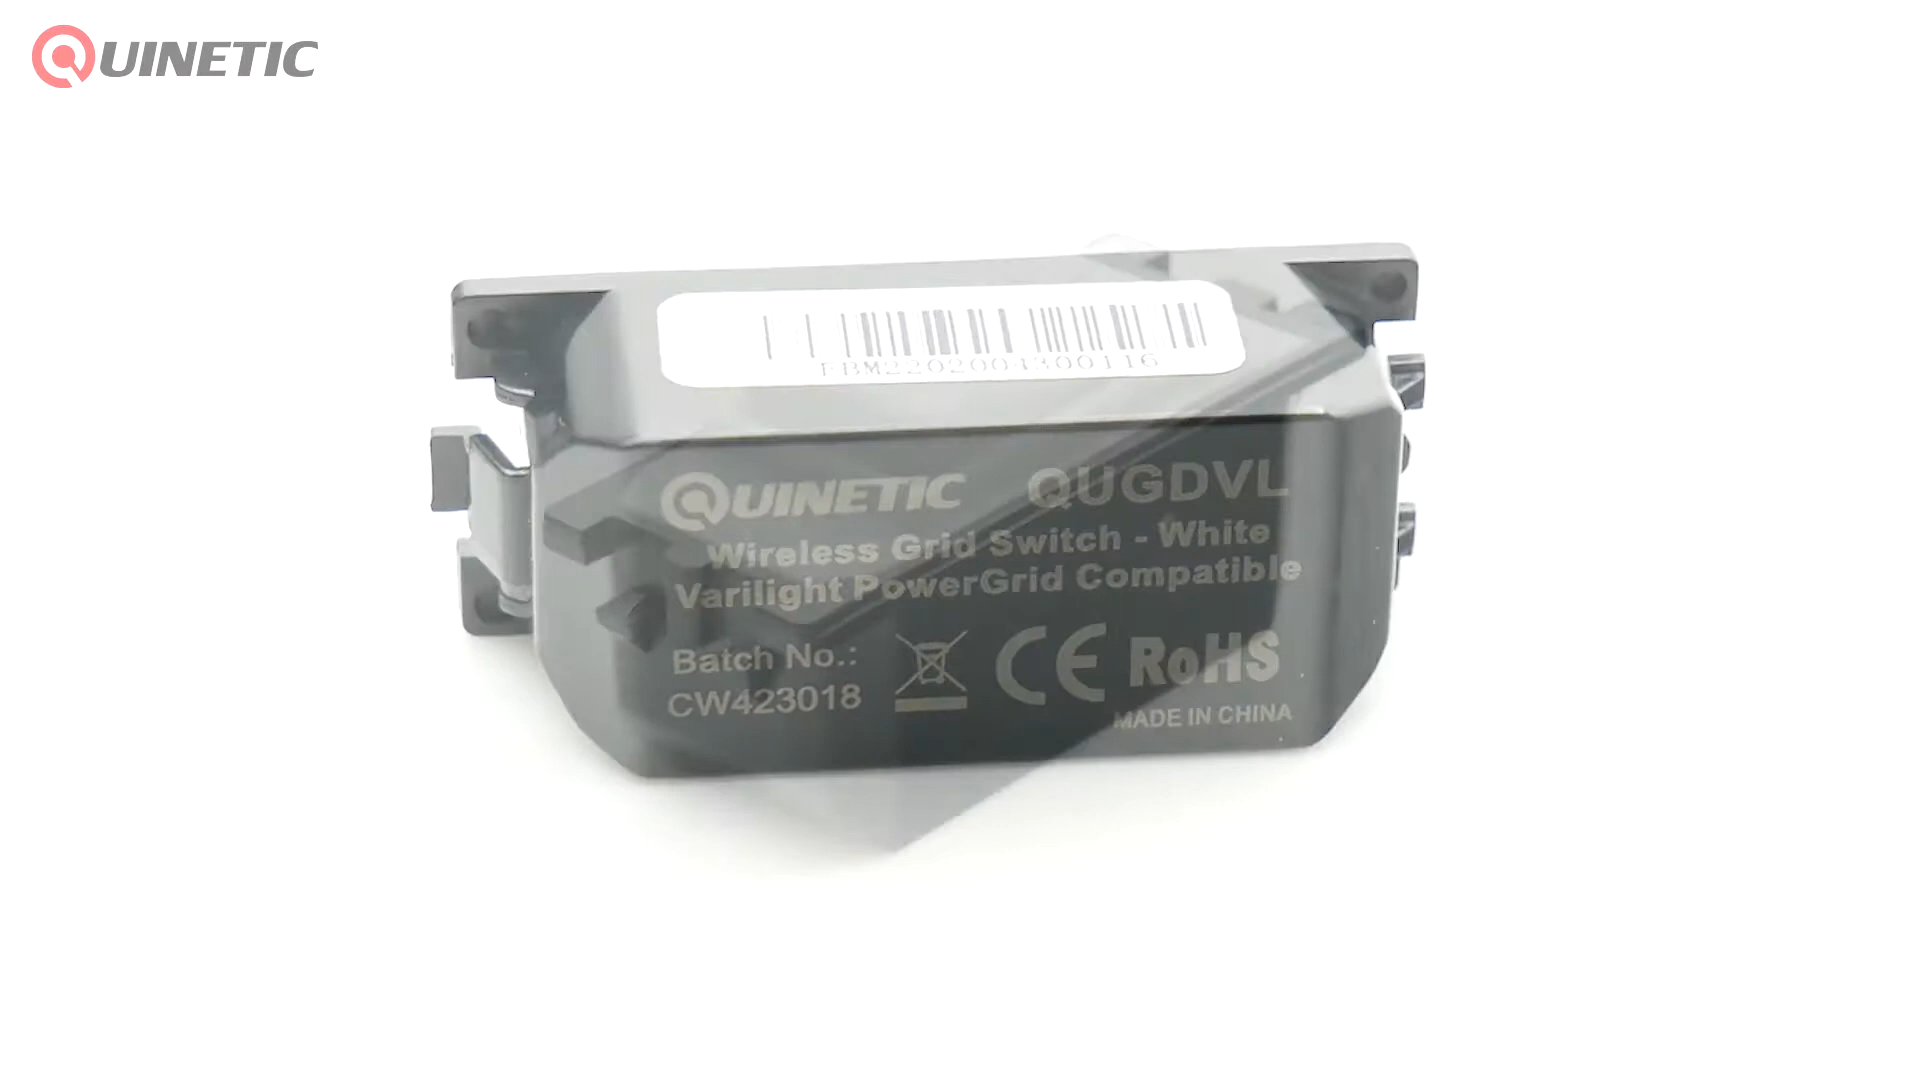 QUINETIC
FBM2202004300116
QUINETIC QUGDVL
Wireless Grid Switch - White
Varilight PowerGrid Compatible
Batch No.:
CW423018
CE RoHS
MADE IN CHINA